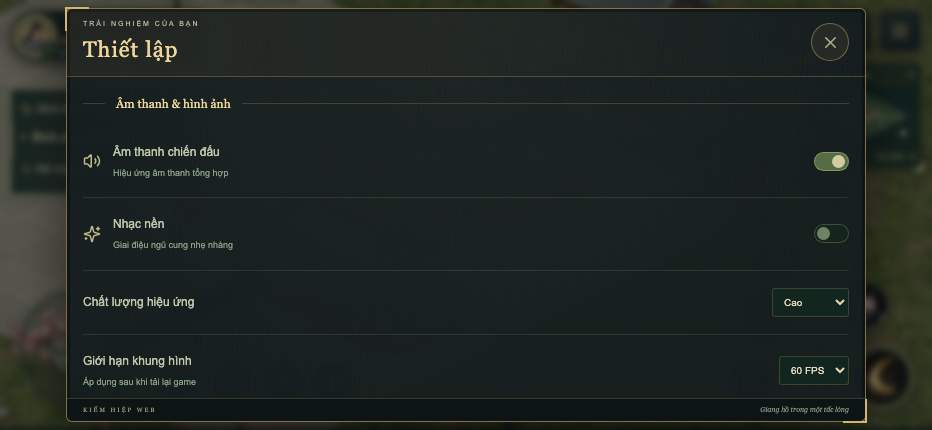 TRẢI NGHIỆM CỦA BẠN
Thiết lập
Âm thanh & hình ảnh
Âm thanh chiến đấu
Hiệu ứng âm thanh tổng hợp
Nhạc nền
Giai điệu ngũ cung nhẹ nhàng
Chất lượng hiệu ứng
Cao
Giới hạn khung hình
60 FPS
Áp dụng sau khi tải lại game
KIẾM HIỆP WEB
Giang hồ trong một tấc lòng